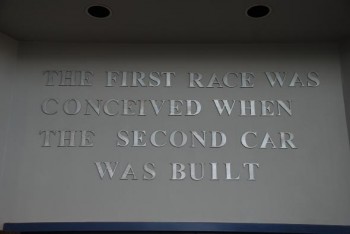 THE FIRST RACE WAS
CONCEIVED WHEN
THE SECOND CAR
WAS BUILT